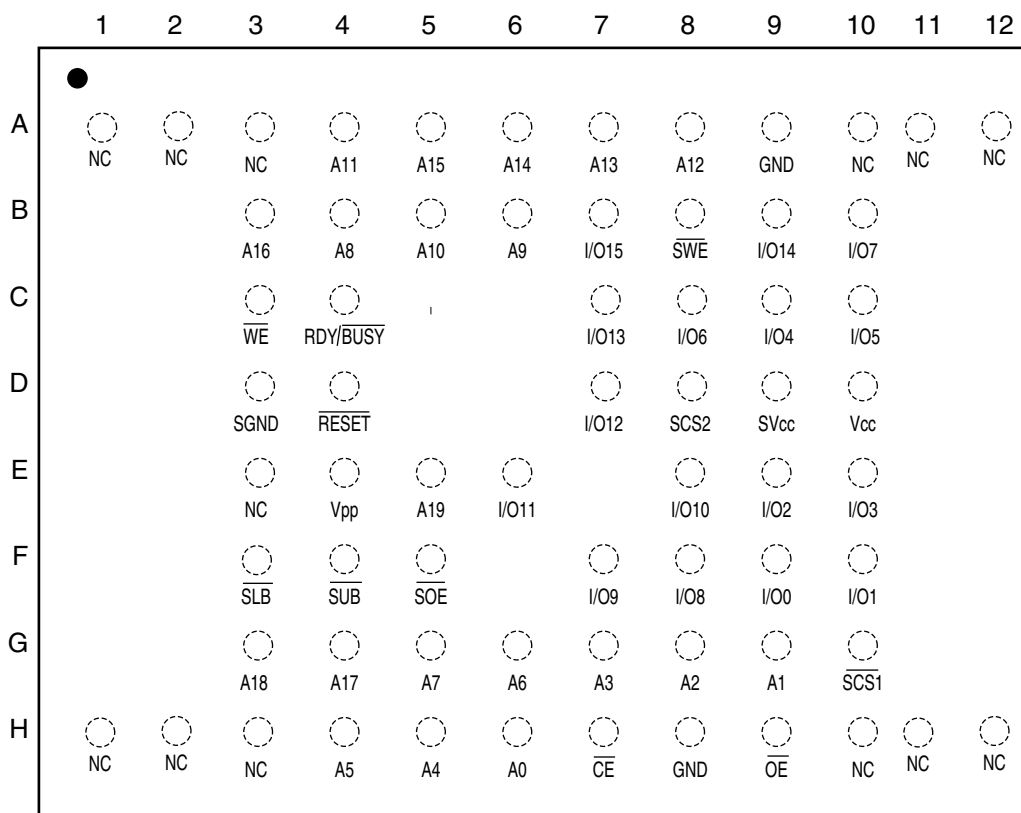 1 2 3 4 5 6 7 8 9 10 11 12
A
NC NC NC A11 A15 A14 A13 A12 GND NC NC NC
B
A16 A8 A10 A9 I/O15 SWE I/O14 I/O7
C
WE RDY/BUSY I/O13 I/O6 I/O4 I/O5
D
SGND RESET I/O12 SCS2 SVcc Vcc
E
NC Vpp A19 I/O11 I/O10 I/O2 I/O3
F
SLB SUB SOE I/O9 I/O8 I/O0 I/O1
G
A18 A17 A7 A6 A3 A2 A1 SCS1
H
NC NC NC A5 A4 A0 CE GND OE NC NC NC